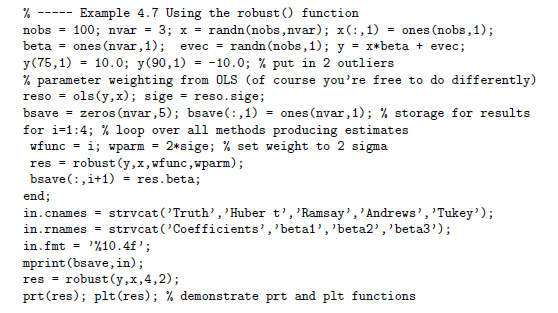 % ----- Example 4.7 Using the robust() function
nobs = 100; nvar = 3; x = randn(nobs,nvar); x(:,1) = ones(nobs,1);
beta = ones(nvar,1);  evec = randn(nobs,1); y = x*beta + evec;
y(75,1) = 10.0; y(90,1) = -10.0; % put in 2 outliers
% parameter weighting from OLS (of course you're free to do differently)
reso = ols(y,x); sige = reso.sige;
bsave = zeros(nvar,5); bsave(:,1) = ones(nvar,1); % storage for results
for i=1:4; % loop over all methods producing estimates
 wfunc = i; wparm = 2*sige; % set weight to 2 sigma
 res = robust(y,x,wfunc,wparm);
 bsave(:,i+1) = res.beta;
end;
in.cnames = strvcat('Truth','Huber t','Ramsay','Andrews','Tukey');
in.rnames = strvcat('Coefficients','beta1','beta2','beta3');
in.fmt = '%10.4f';
mprint(bsave,in);
res = robust(y,x,4,2);
prt(res); plt(res); % demonstrate prt and plt functions